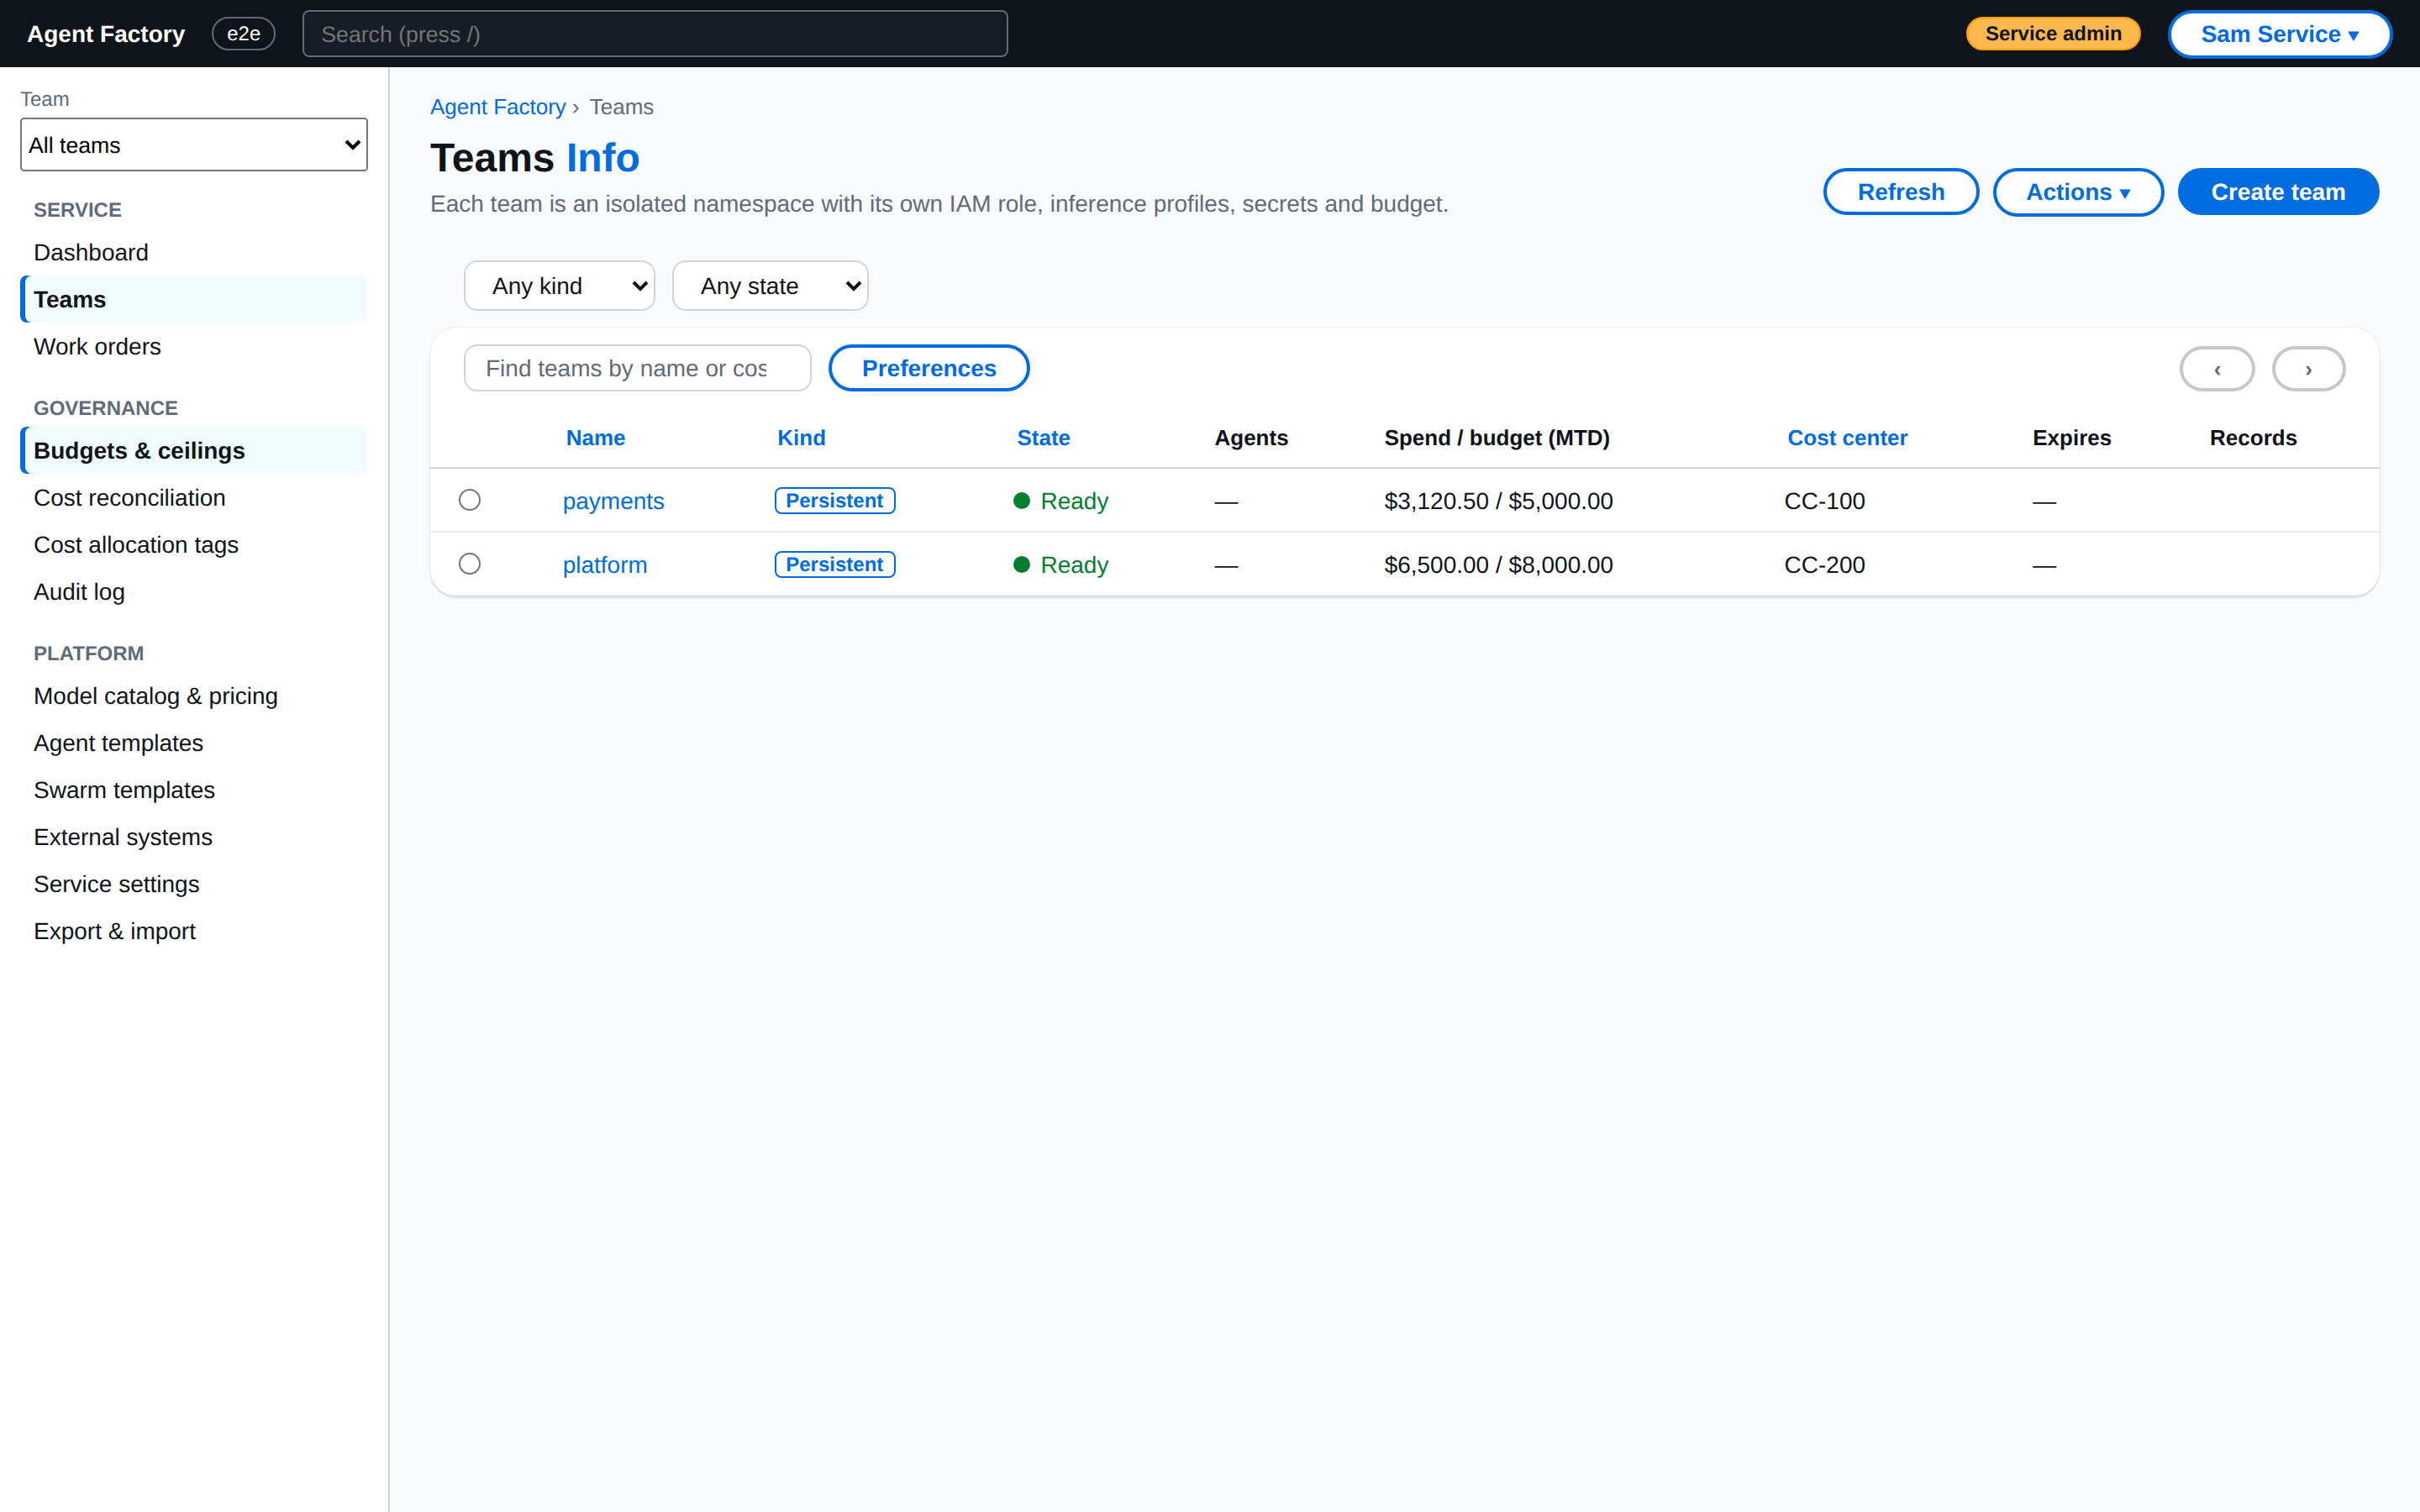 Agent Factory e2e Search (press /) Service admin Sam Service ▾
Team
All teams
SERVICE
Dashboard
Teams
Work orders
GOVERNANCE
Budgets & ceilings
Cost reconciliation
Cost allocation tags
Audit log
PLATFORM
Model catalog & pricing
Agent templates
Swarm templates
External systems
Service settings
Export & import
Agent Factory › Teams
Teams Info
Each team is an isolated namespace with its own IAM role, inference profiles, secrets and budget.
Refresh Actions ▾ Create team
Any kind Any state
Find teams by name or cos Preferences ‹ ›
Name Kind State Agents Spend / budget (MTD) Cost center Expires Records
payments Persistent Ready — $3,120.50 / $5,000.00 CC-100 —
platform Persistent Ready — $6,500.00 / $8,000.00 CC-200 —